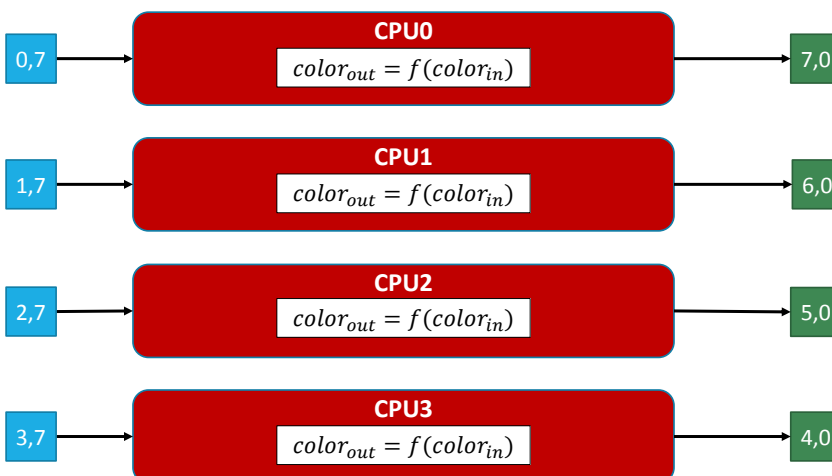 CPU0
0,7 color_out = f(color_in) 7,0
CPU1
1,7 color_out = f(color_in) 6,0
CPU2
2,7 color_out = f(color_in) 5,0
CPU3
3,7 color_out = f(color_in) 4,0